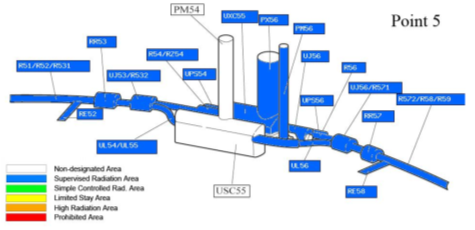 PM54
Point 5
UXC55
PX56
PM56
RR53
R54/RZ54
UJ56
R51/R52/R531
UJ53/R532
UPS54
R56
UJ56/R571
UPS56
R572/R58/R59
RE52
RR57
UL54/UL55
UL56
USC55
RE58
Non-designated Area
Supervised Radiation Area
Simple Controlled Rad. Area
Limited Stay Area
High Radiation Area
Prohibited Area